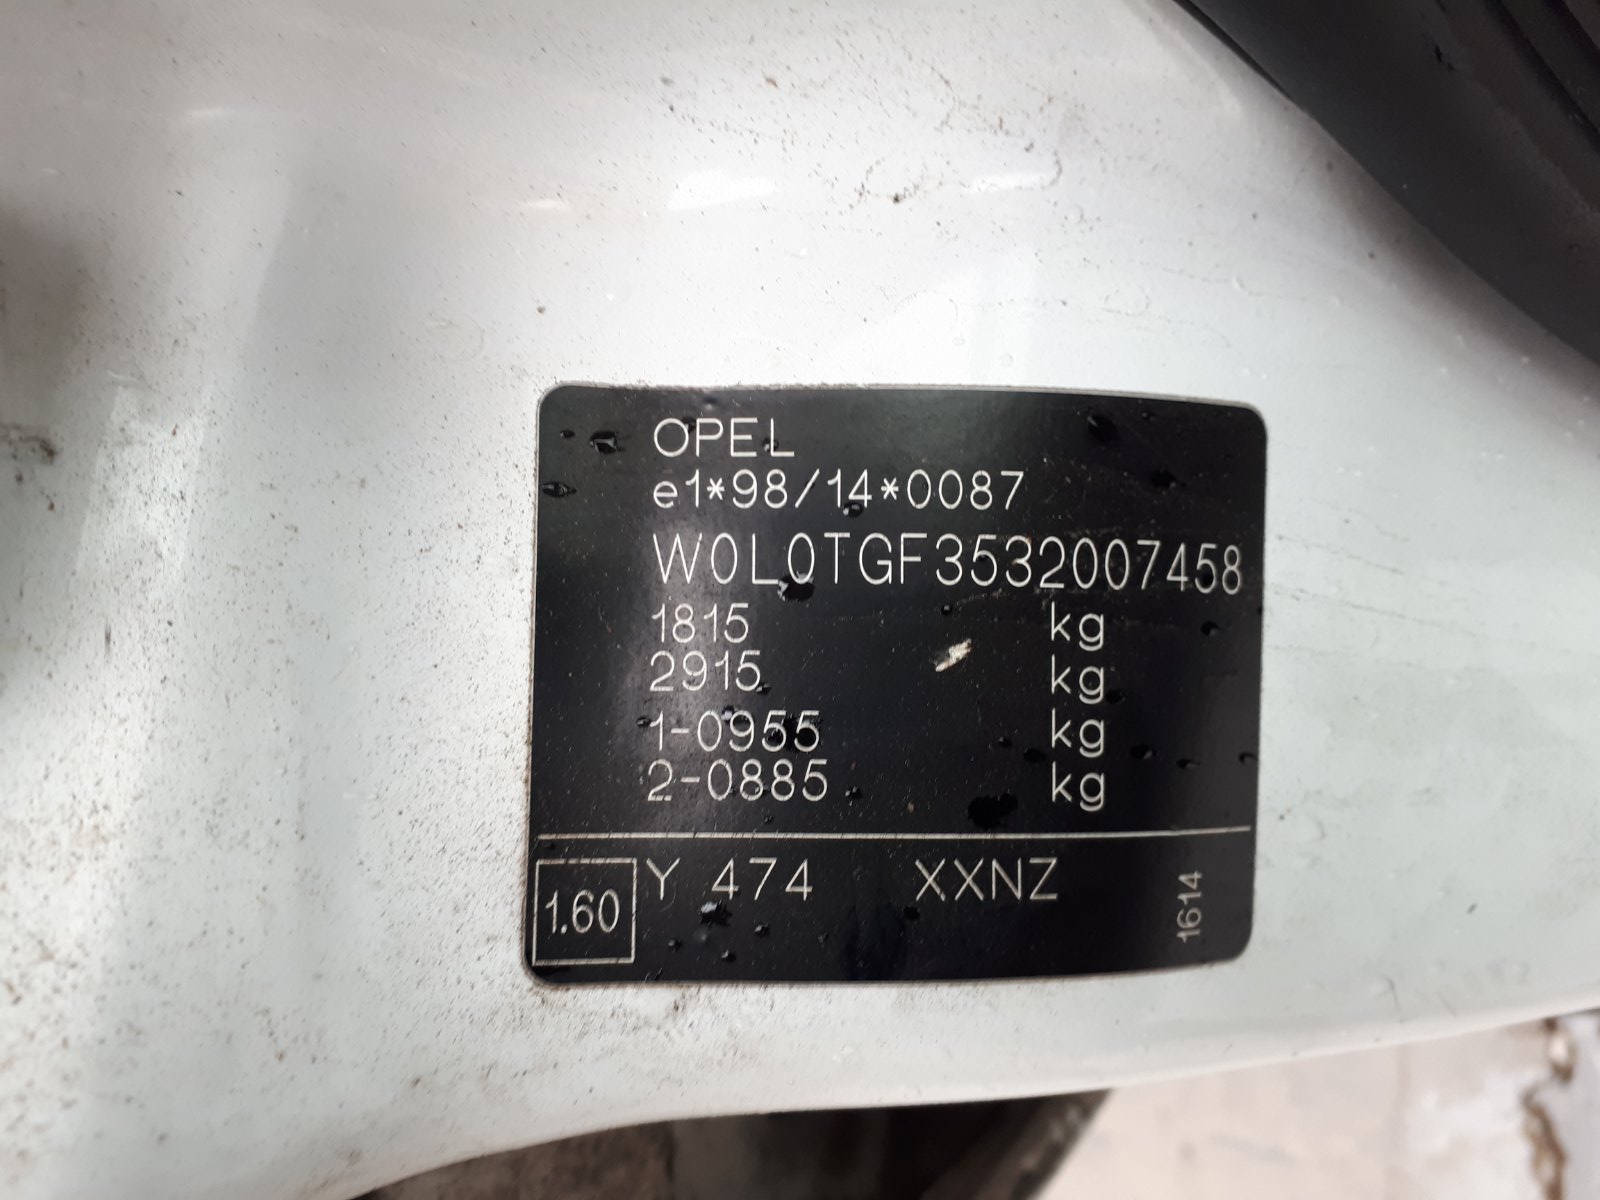 OPEL
e1*98/14*0087
W0L0TGF3532007458
1815 kg
2915 kg
1-0955 kg
2-0885 kg
1.60 Y 474 XXNZ
1614